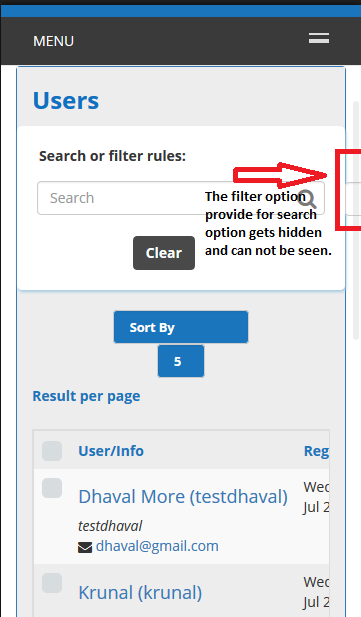 MENU
Users
Search or filter rules:
Search
The filter option
provide for search
option gets hidden
and can not be seen.
Clear
Sort By
5
Result per page
User/Info
Reg
Dhaval More (testdhaval)
Wed
Jul 2
testdhaval
dhaval@gmail.com
Krunal (krunal)
Wed
Jul 2